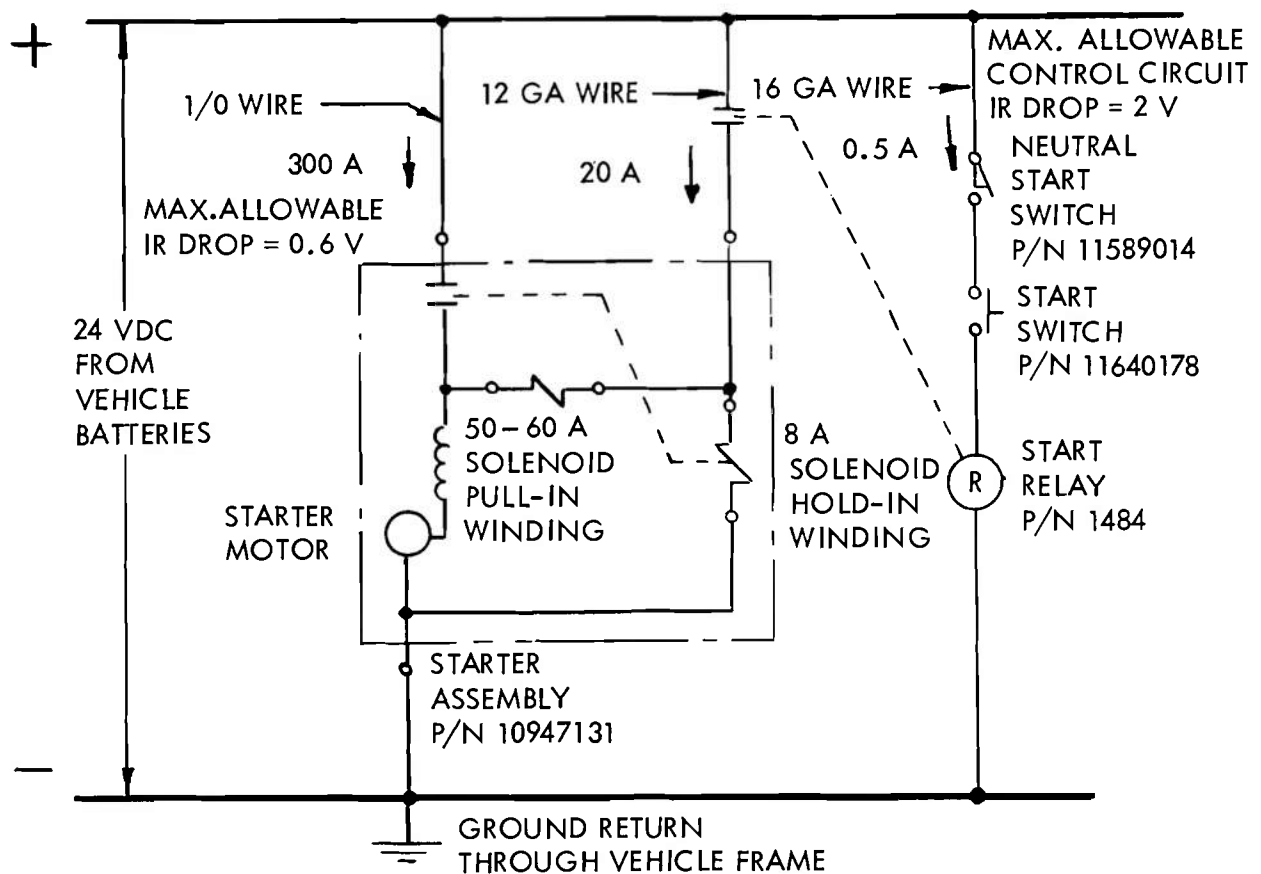 +
MAX. ALLOWABLE
CONTROL CIRCUIT
IR DROP = 2 V
1/0 WIRE
12 GA WIRE
16 GA WIRE
300 A
20 A
0.5 A
MAX.ALLOWABLE
IR DROP = 0.6 V
NEUTRAL
START
SWITCH
P/N 11589014
START
SWITCH
P/N 11640178
24 VDC
FROM
VEHICLE
BATTERIES
50-60 A
SOLENOID
PULL-IN
WINDING
8 A
SOLENOID
HOLD-IN
WINDING
R
START
RELAY
P/N 1484
STARTER
MOTOR
STARTER
ASSEMBLY
P/N 10947131
—
GROUND RETURN
THROUGH VEHICLE FRAME